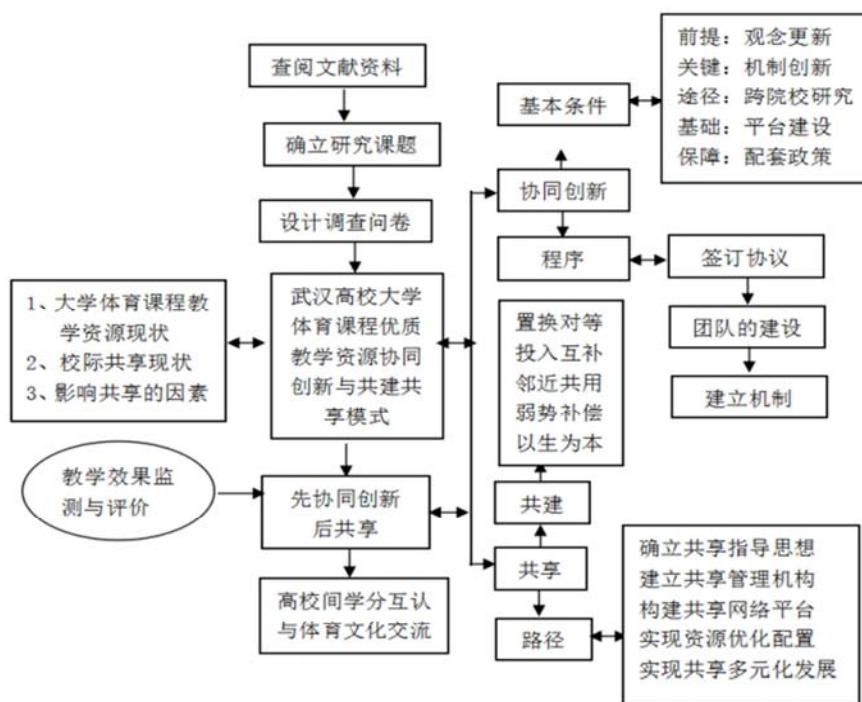 查阅文献资料
确立研究课题
设计调查问卷
武汉高校大学
体育课程优质
教学资源协同
创新与共建共
享模式
1、大学体育课程教
学资源现状
2、校际共享现状
3、影响共享的因素
教学效果监
测与评价
先协同创新
后共享
高校间学分互认
与体育文化交流
基本条件
前提：观念更新
关键：机制创新
途径：跨院校研究
基础：平台建设
保障：配套政策
协同创新
程序
签订协议
团队的建设
建立机制
置换对等
投入互补
邻近共用
弱势补偿
以生为本
共建
共享
路径
确立共享指导思想
建立共享管理机构
构建共享网络平台
实现资源优化配置
实现共享多元化发展